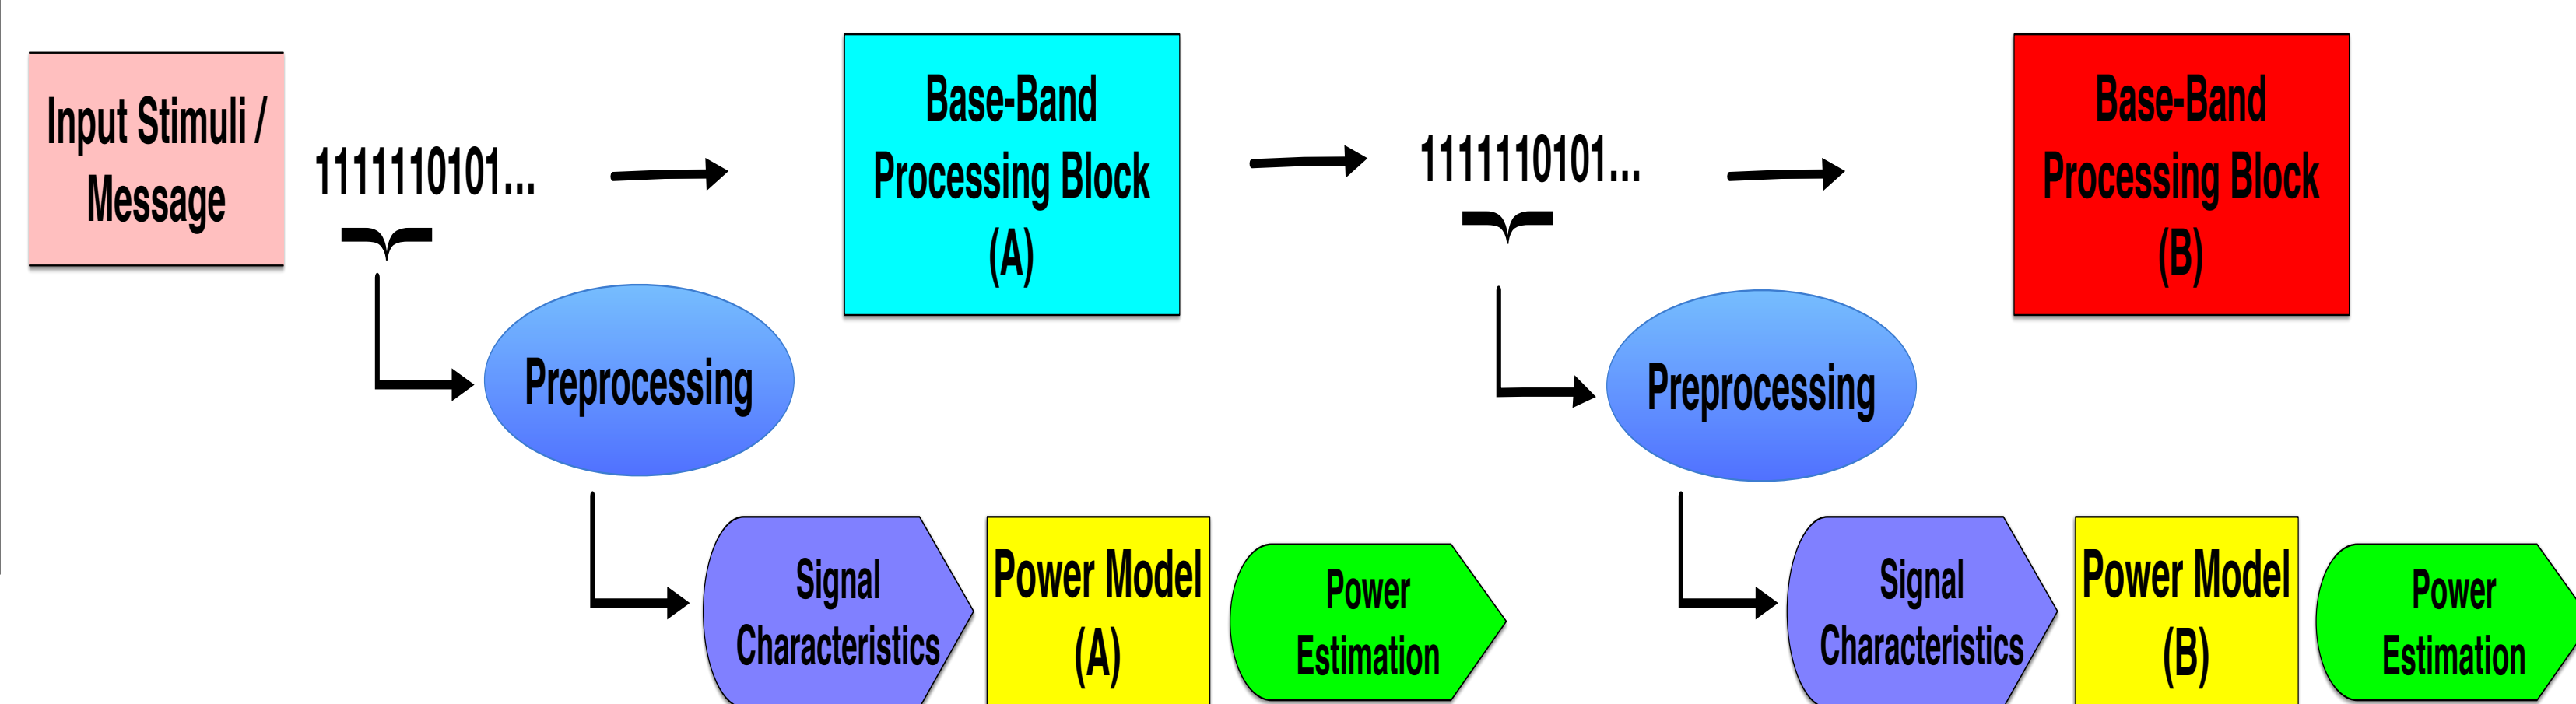 Input Stimuli /
Message
1111110101...
Base-Band
Processing Block
(A)
1111110101...
Base-Band
Processing Block
(B)
Preprocessing
Preprocessing
Signal
Characteristics
Power Model
(A)
Power
Estimation
Signal
Characteristics
Power Model
(B)
Power
Estimation